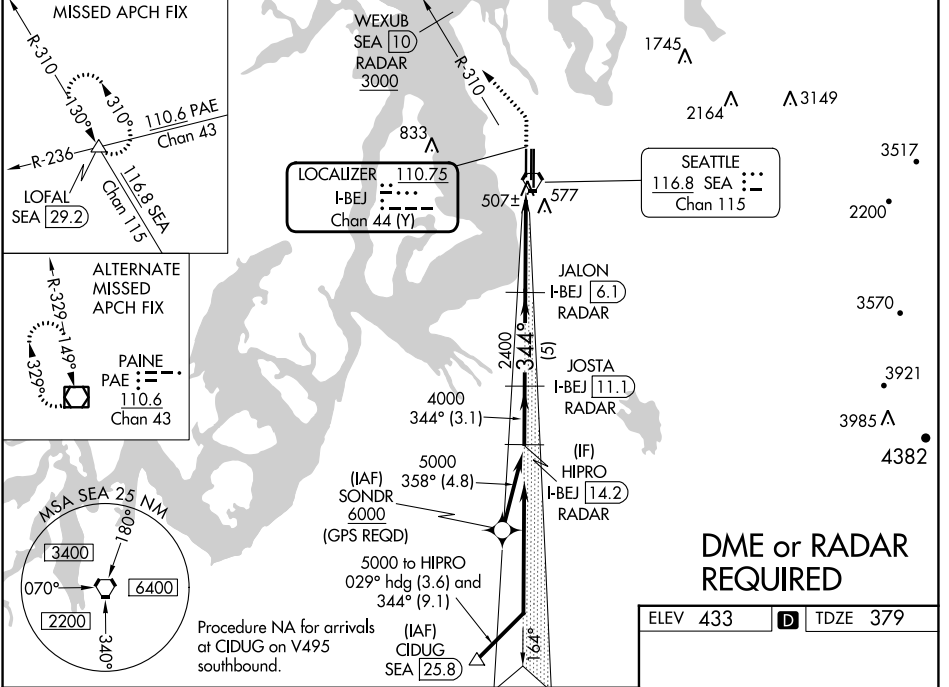 MISSED APCH FIX
R-310
130°
310°
110.6 PAE
Chan 43
R-236
LOFAL
SEA 29.2
116.8 SEA
Chan 115
ALTERNATE
MISSED
APCH FIX
R-329
149°
329°
PAINE
PAE
110.6
Chan 43
MSA SEA 25 NM
180°
3400
070°
6400
2200
340°
Procedure NA for arrivals
at CIDUG on V495
southbound.
WEXUB
SEA 10
RADAR
3000
R-310
833
LOCALIZER 110.75
I-BEJ
Chan 44 (Y)
507±
577
SEATTLE
116.8 SEA
Chan 115
1745
2164
3149
3517
2200
3570
3921
3985
4382
JALON
I-BEJ 6.1
RADAR
2400
344°
(5)
JOSTA
I-BEJ 11.1
RADAR
4000
344° (3.1)
(IF)
HIPRO
I-BEJ 14.2
RADAR
5000
358° (4.8)
(IAF)
SONDR
6000
(GPS REQD)
5000 to HIPRO
029° hdg (3.6) and
344° (9.1)
(IAF)
CIDUG
SEA 25.8
164°
DME or RADAR
REQUIRED
ELEV 433 D TDZE 379